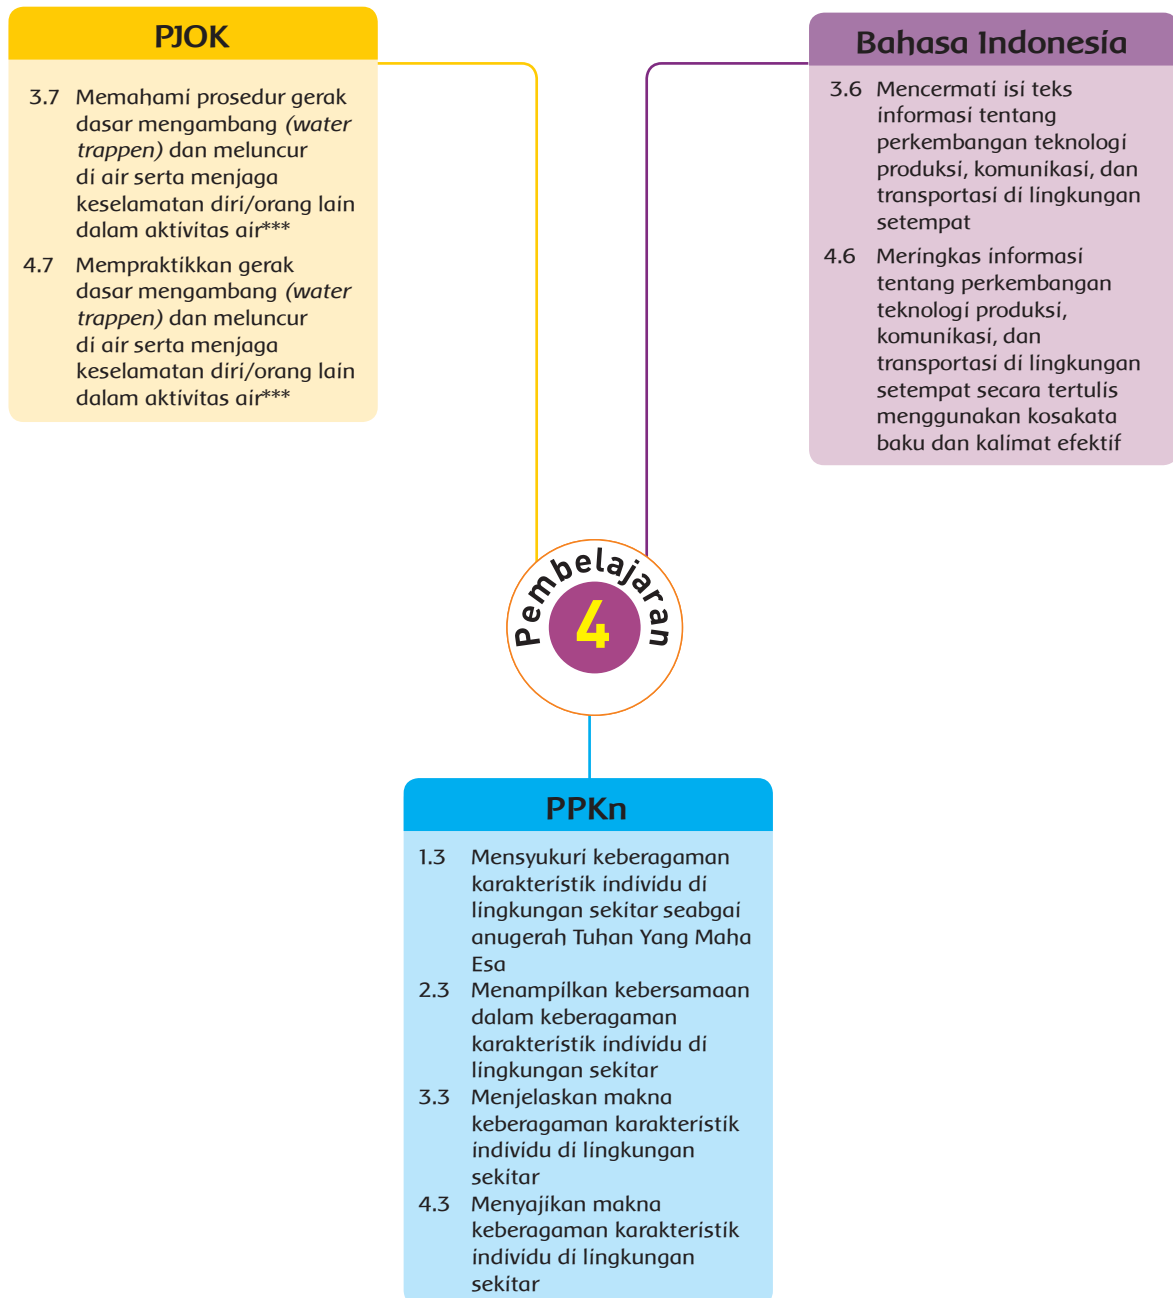 PJOK
3.7 Memahami prosedur gerak
dasar mengambang (water
trappen) dan meluncur
di air serta menjaga
keselamatan diri/orang lain
dalam aktivitas air***
4.7 Mempraktikkan gerak
dasar mengambang (water
trappen) dan meluncur
di air serta menjaga
keselamatan diri/orang lain
dalam aktivitas air***
Bahasa Indonesia
3.6 Mencermati isi teks
informasi tentang
perkembangan teknologi
produksi, komunikasi, dan
transportasi di lingkungan
setempat
4.6 Meringkas informasi
tentang perkembangan
teknologi produksi,
komunikasi, dan
transportasi di lingkungan
setempat secara tertulis
menggunakan kosakata
baku dan kalimat efektif
Pembelajaran
4
PPKn
1.3 Mensyukuri keberagaman
karakteristik individu di
lingkungan sekitar seabgai
anugerah Tuhan Yang Maha
Esa
2.3 Menampilkan kebersamaan
dalam keberagaman
karakteristik individu di
lingkungan sekitar
3.3 Menjelaskan makna
keberagaman karakteristik
individu di lingkungan
sekitar
4.3 Menyajikan makna
keberagaman karakteristik
individu di lingkungan
sekitar